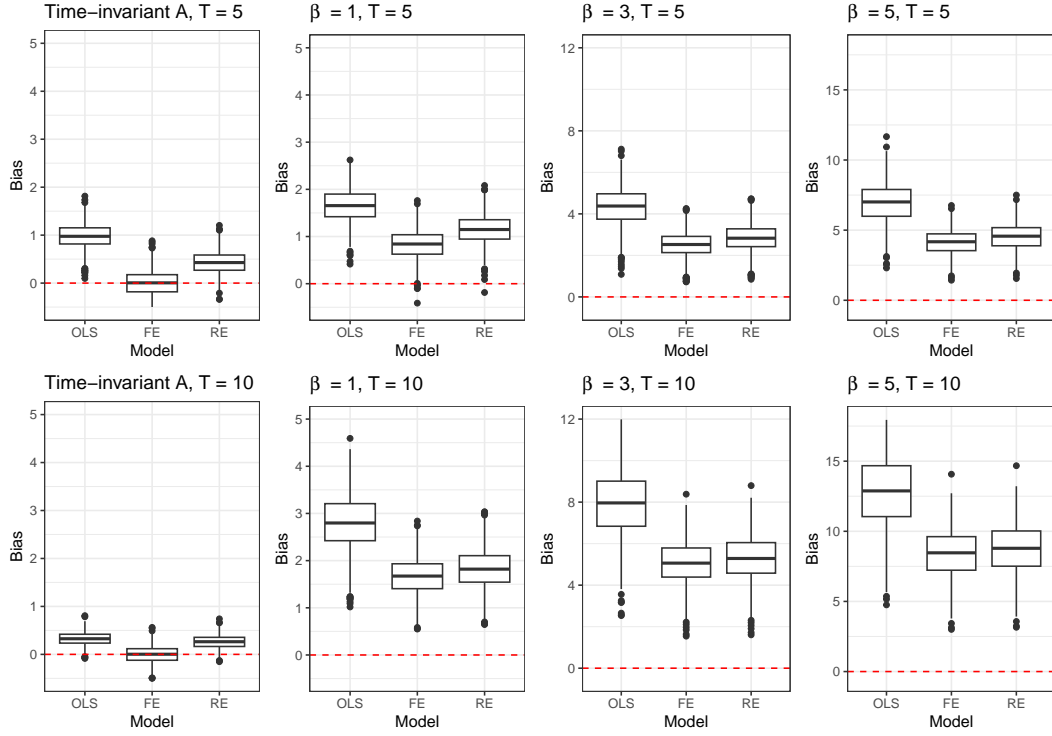 Time−invariant A, T = 5
β = 1, T = 5
β = 3, T = 5
β = 5, T = 5
Bias
5
4
3
2
1
0
OLS
FE
RE
Model
Bias
5
4
3
2
1
0
OLS
FE
RE
Model
Bias
12
8
4
0
OLS
FE
RE
Model
Bias
15
10
5
0
OLS
FE
RE
Model
Time−invariant A, T = 10
β = 1, T = 10
β = 3, T = 10
β = 5, T = 10
Bias
5
4
3
2
1
0
OLS
FE
RE
Model
Bias
5
4
3
2
1
0
OLS
FE
RE
Model
Bias
12
8
4
0
OLS
FE
RE
Model
Bias
15
10
5
0
OLS
FE
RE
Model